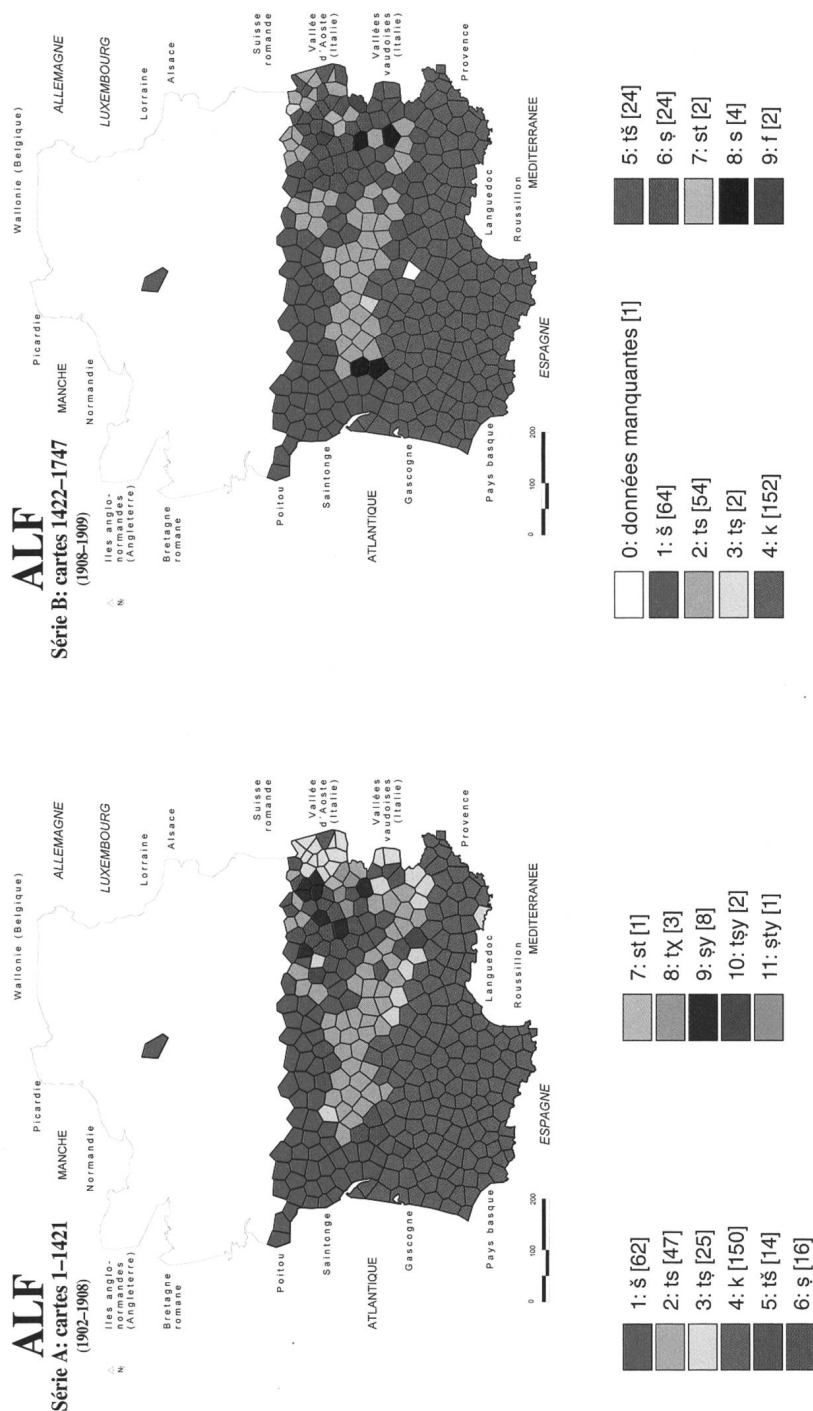 ALF
Série A: cartes 1–1421
(1902–1908)
Wallonie (Belgique)
Picardie
ALLEMAGNE
MANCHE
LUXEMBOURG
Normandie
Lorraine
Alsace
Iles anglo-
normandes
(Angleterre)
N
Bretagne
romane
Suisse
romande
Poitou
Vallée
d'Aoste
(Italie)
Saintonge
Vallées
vaudoises
(Italie)
ATLANTIQUE
Gascogne
Provence
Languedoc
MEDITERRANEE
Roussillon
Pays basque
ESPAGNE
0 100 200
1: š [62]
2: ts [47]
3: tṣ [25]
4: k [150]
5: tš [14]
6: ṣ [16]
7: st [1]
8: tχ [3]
9: ṣy [8]
10: tṣy [2]
11: ṣty [1]
ALF
Série B: cartes 1422–1747
(1908–1909)
Wallonie (Belgique)
Picardie
ALLEMAGNE
MANCHE
LUXEMBOURG
Normandie
Lorraine
Alsace
Iles anglo-
normandes
(Angleterre)
N
Bretagne
romane
Suisse
romande
Poitou
Vallée
d'Aoste
(Italie)
Saintonge
Vallées
vaudoises
(Italie)
ATLANTIQUE
Gascogne
Provence
Languedoc
MEDITERRANEE
Roussillon
Pays basque
ESPAGNE
0 100 200
0: données manquantes [1]
1: š [64]
2: ts [54]
3: tṣ [2]
4: k [152]
5: tš [24]
6: ṣ [24]
7: st [2]
8: s [4]
9: f [2]